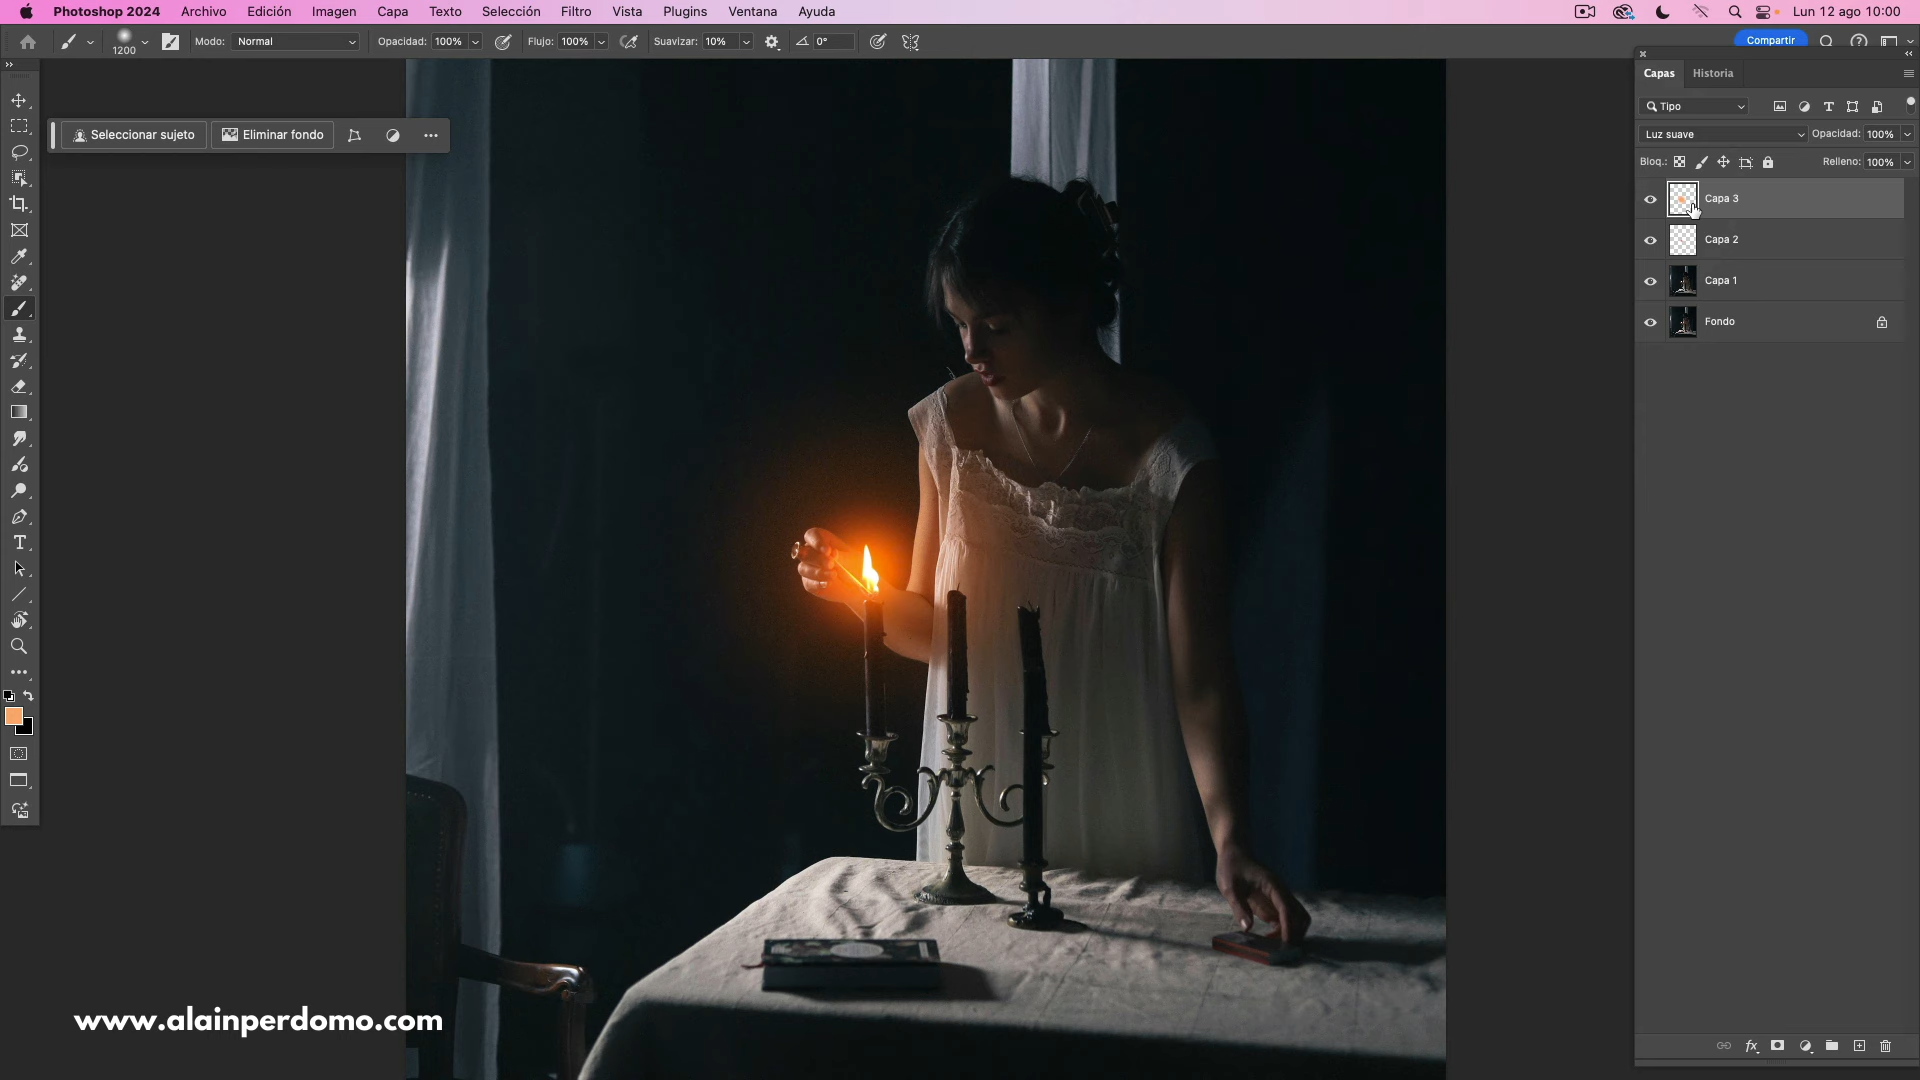 Photoshop 2024 Archivo Edición Imagen Capa Texto Selección Filtro Vista Plugins Ventana Ayuda Lun 12 ago 10:00
1200 Modo: Normal Opacidad: 100% Flujo: 100% Suavizar: 10% 0° Compartir
Capas Historia
Tipo
Seleccionar sujeto Eliminar fondo
Luz suave Opacidad: 100%
Bloq.: Relleno: 100%
Capa 3
Capa 2
Capa 1
Fondo
www.alainperdomo.com